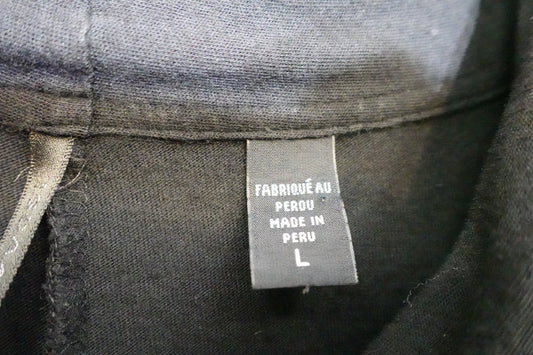 FABRIQUÉ AU
PEROU
MADE IN
PERU
L